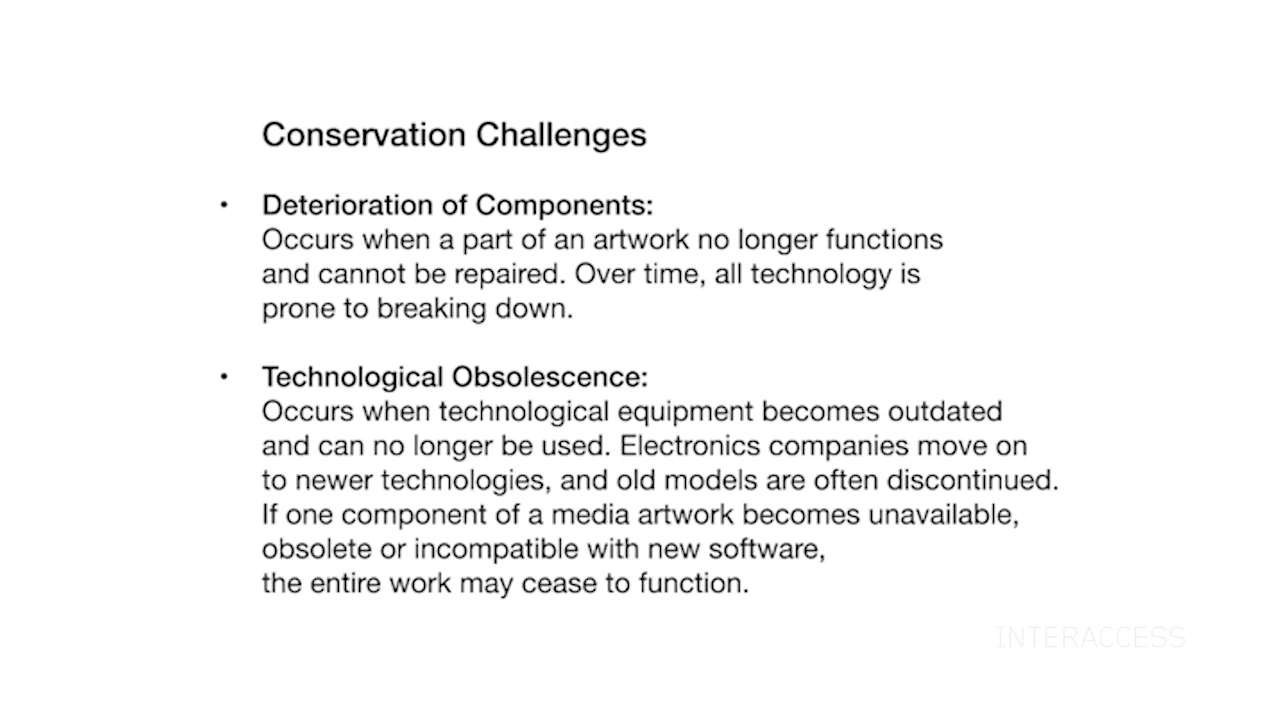 Conservation Challenges
• Deterioration of Components:
Occurs when a part of an artwork no longer functions
and cannot be repaired. Over time, all technology is
prone to breaking down.
• Technological Obsolescence:
Occurs when technological equipment becomes outdated
and can no longer be used. Electronics companies move on
to newer technologies, and old models are often discontinued.
If one component of a media artwork becomes unavailable,
obsolete or incompatible with new software,
the entire work may cease to function.
INTERACCESS